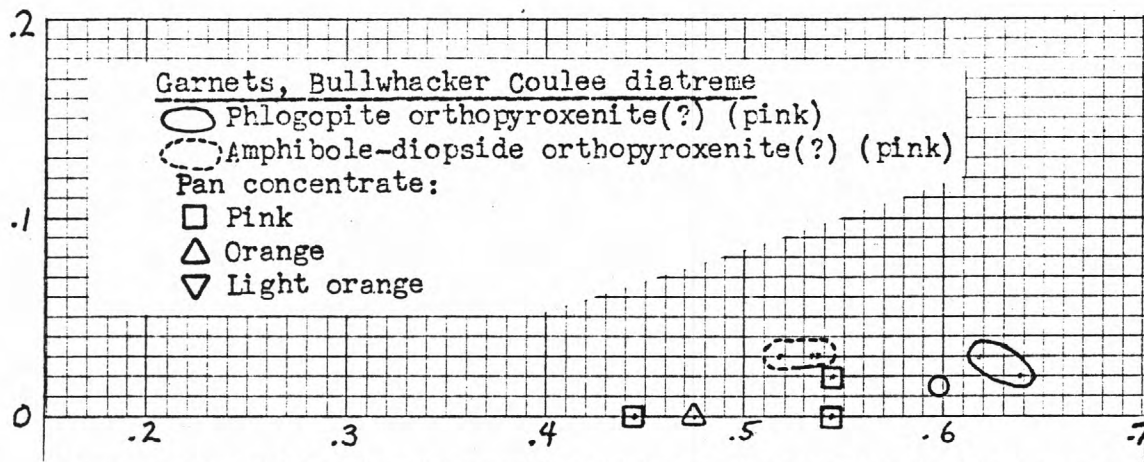 .2
Garnets, Bullwhacker Coulee diatreme
Phlogopite orthopyroxenite(?) (pink)
Amphibole-diopside orthopyroxenite(?) (pink)
Pan concentrate:
Pink
.1
Orange
Light orange
0
.2 .3 .4 .5 .6 .7